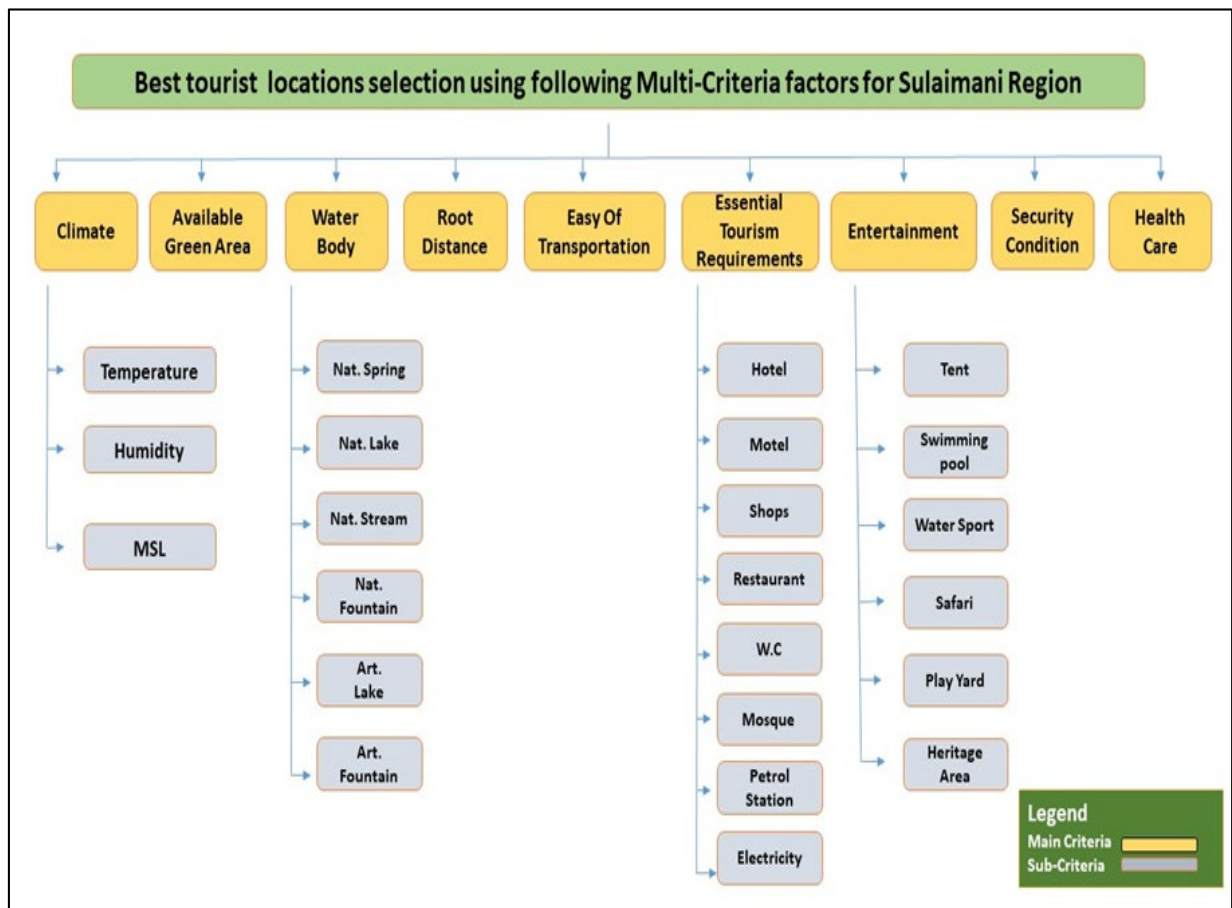 Best tourist locations selection using following Multi-Criteria factors for Sulaimani Region
Climate
Available
Green Area
Water
Body
Root
Distance
Easy Of
Transportation
Essential
Tourism
Requirements
Entertainment
Security
Condition
Health
Care
Temperature
Humidity
MSL
Nat. Spring
Nat. Lake
Nat. Stream
Nat.
Fountain
Art.
Lake
Art.
Fountain
Hotel
Motel
Shops
Restaurant
W.C
Mosque
Petrol
Station
Electricity
Tent
Swimming
pool
Water Sport
Safari
Play Yard
Heritage
Area
Legend
Main Criteria
Sub-Criteria